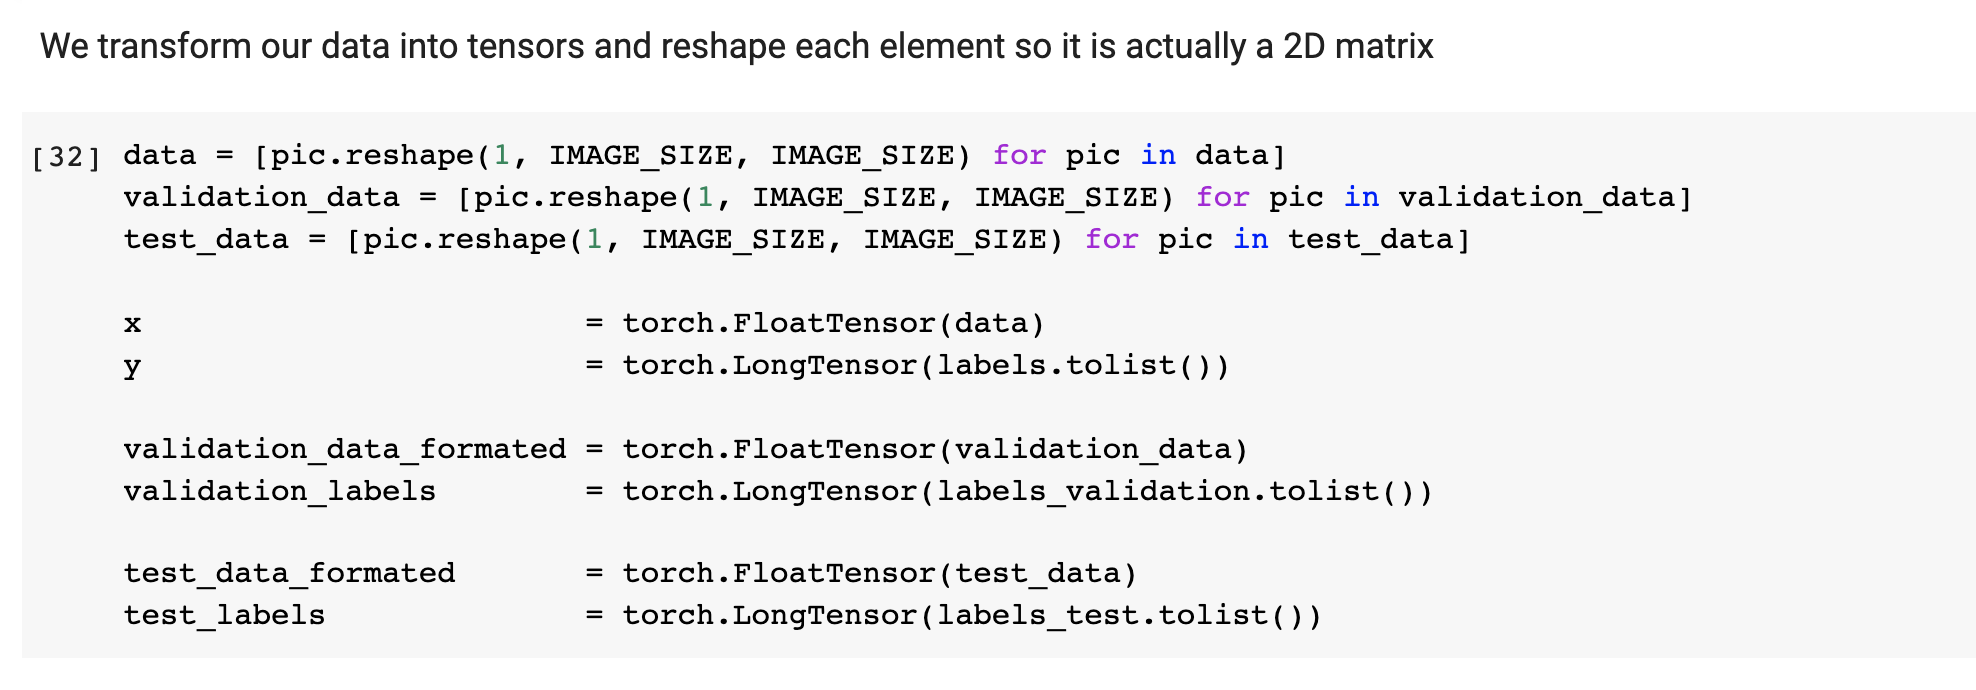 We transform our data into tensors and reshape each element so it is actually a 2D matrix
[32] data = [pic.reshape(1, IMAGE_SIZE, IMAGE_SIZE) for pic in data]
validation_data = [pic.reshape(1, IMAGE_SIZE, IMAGE_SIZE) for pic in validation_data]
test_data = [pic.reshape(1, IMAGE_SIZE, IMAGE_SIZE) for pic in test_data]
x = torch.FloatTensor(data)
y = torch.LongTensor(labels.tolist())
validation_data_formated = torch.FloatTensor(validation_data)
validation_labels = torch.LongTensor(labels_validation.tolist())
test_data_formated = torch.FloatTensor(test_data)
test_labels = torch.LongTensor(labels_test.tolist())